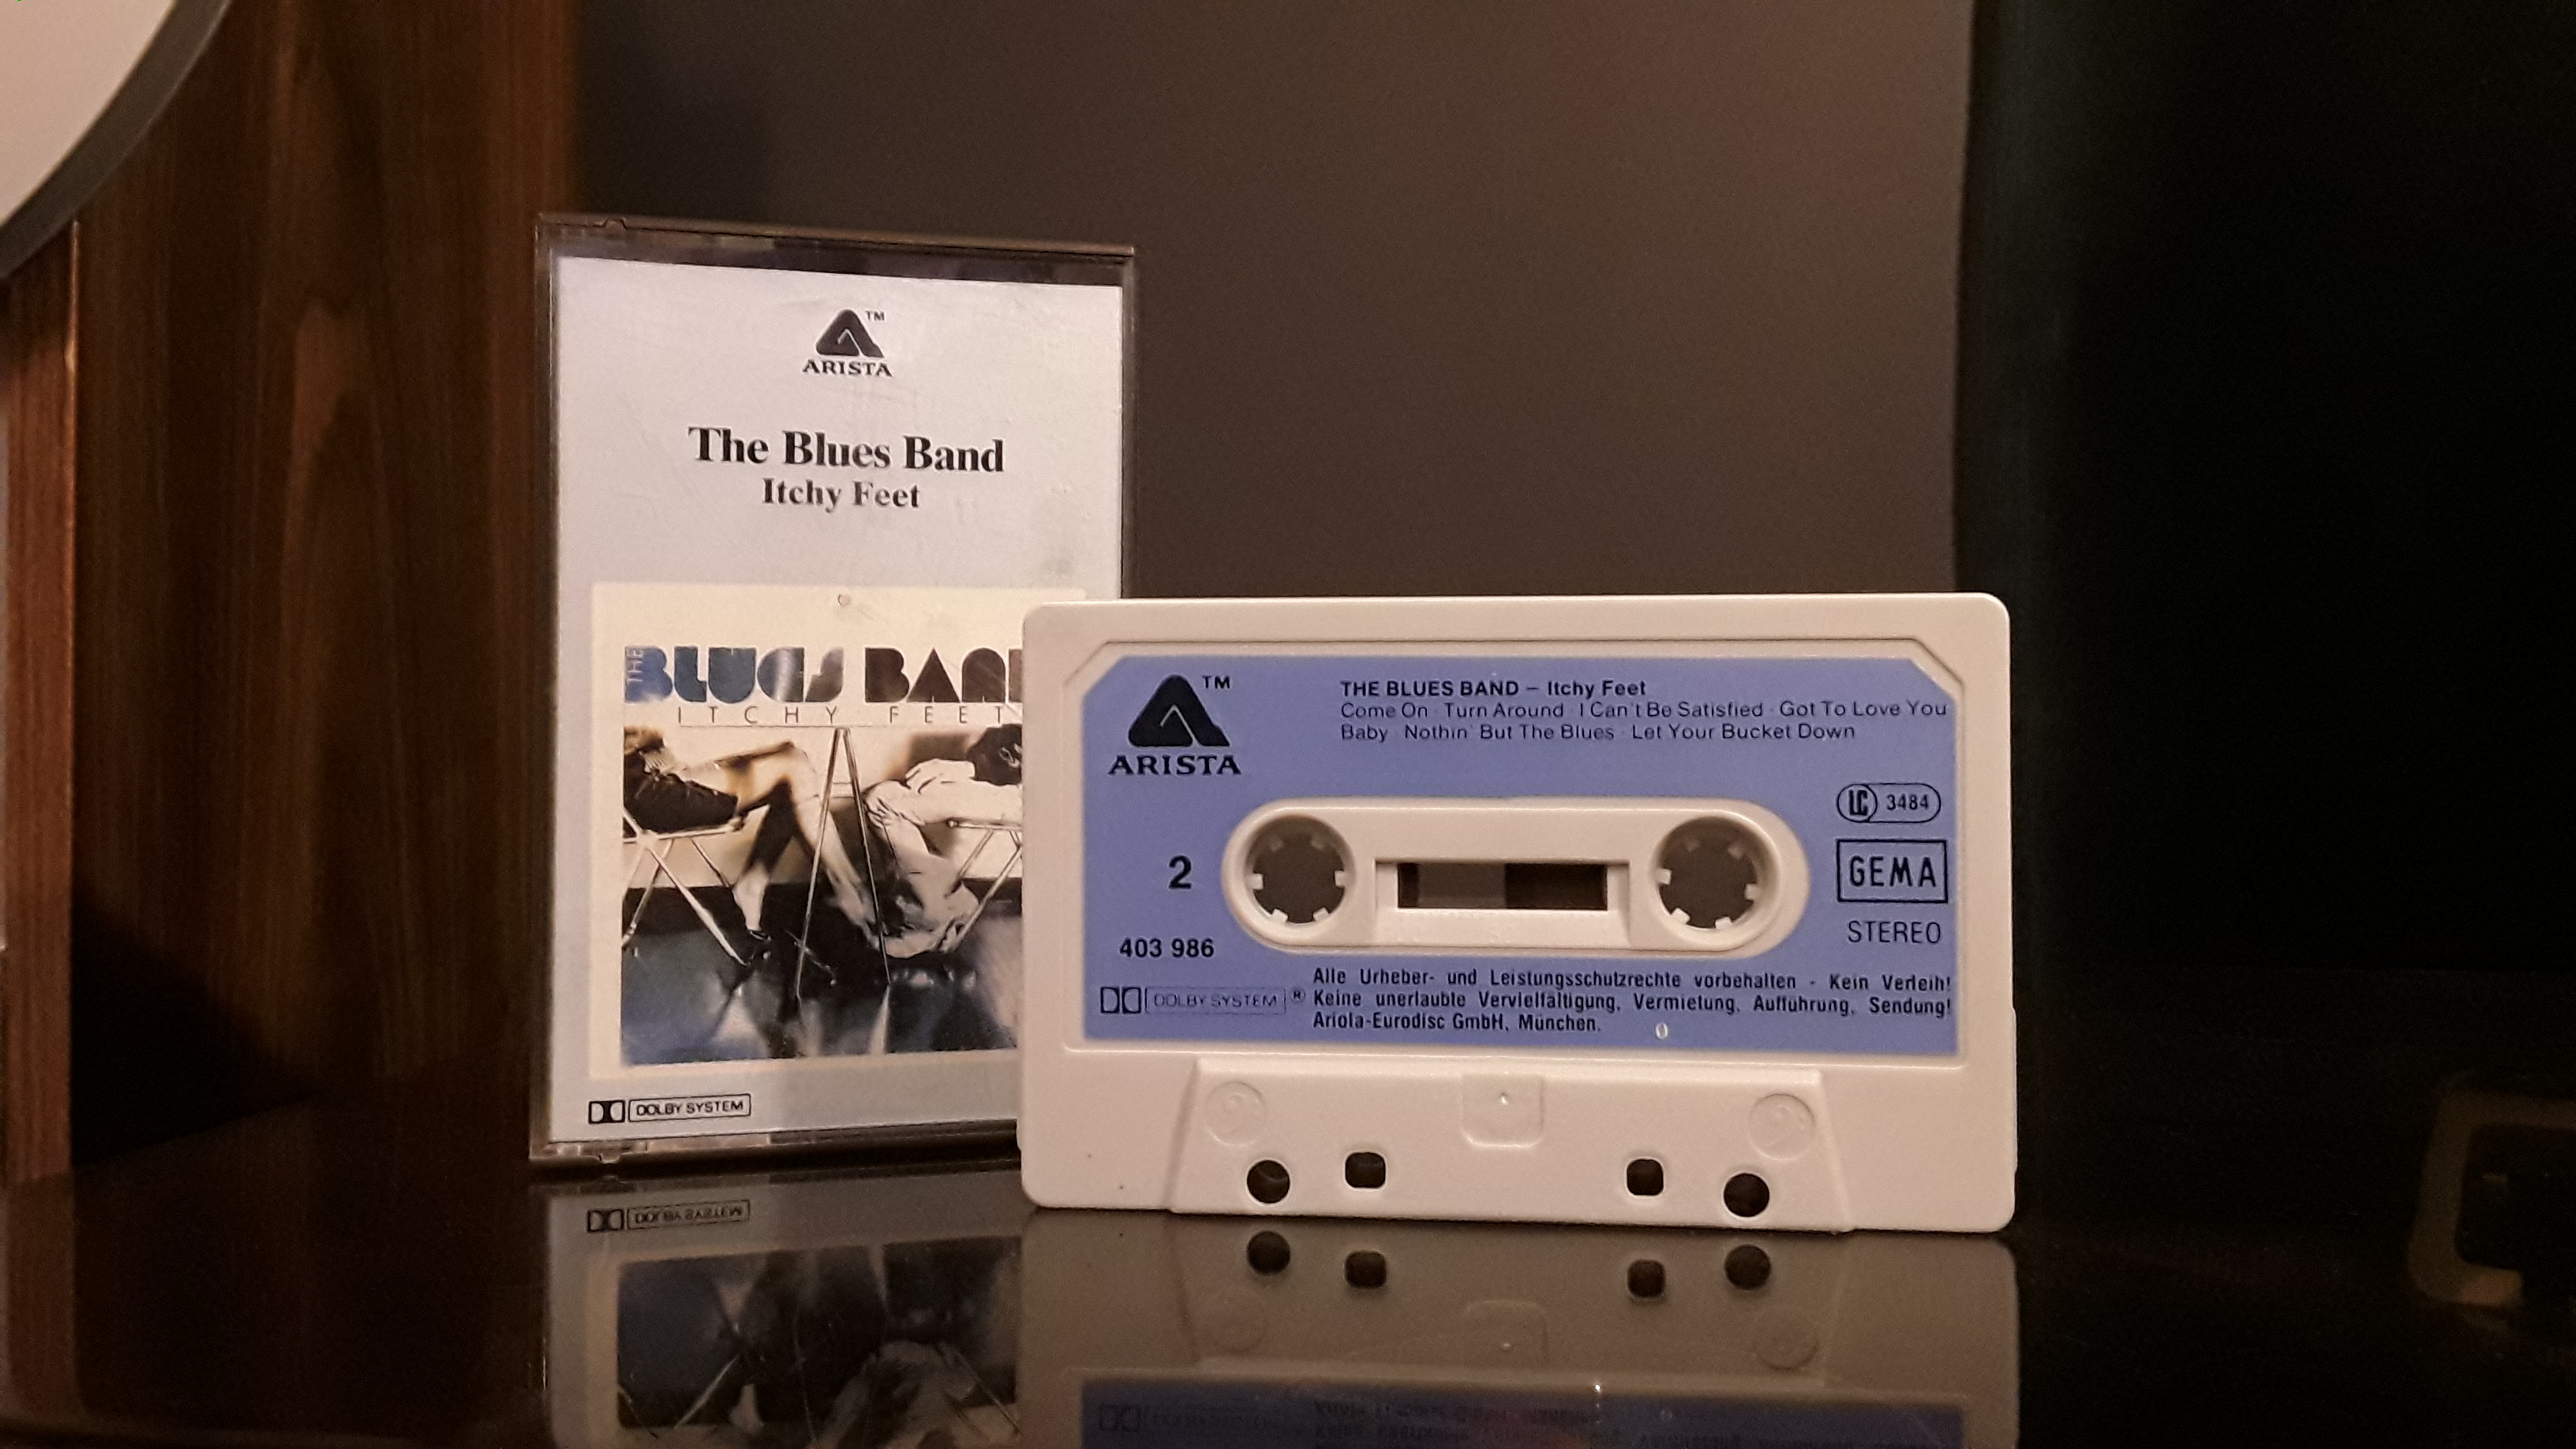 TM
ARISTA
The Blues Band
Itchy Feet
THE BLUES BAND
ITCHY FEET
DOLBY SYSTEM
TM
ARISTA
THE BLUES BAND – Itchy Feet
Come On · Turn Around · I Can't Be Satisfied · Got To Love You
Baby · Nothin' But The Blues · Let Your Bucket Down
LC 3484
GEMA
2
STEREO
403 986
DOLBY SYSTEM ®
Alle Urheber- und Leistungsschutzrechte vorbehalten - Kein Verleih!
Keine unerlaubte Vervielfältigung, Vermietung, Aufführung, Sendung!
Ariola-Eurodisc GmbH, München.